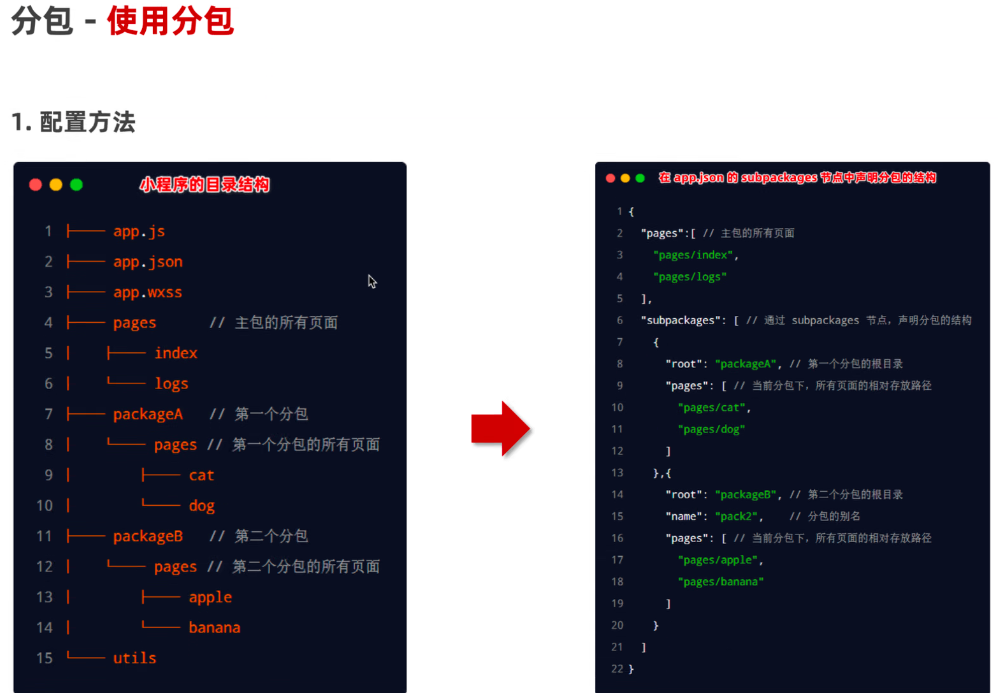 分包 - 使用分包
1. 配置方法
小程序的目录结构
1 ├── app.js
2 ├── app.json
3 ├── app.wxss
4 ├── pages // 主包的所有页面
5 │ ├── index
6 │ └── logs
7 ├── packageA // 第一个分包
8 │ └── pages // 第一个分包的所有页面
9 │ ├── cat
10 │ └── dog
11 ├── packageB // 第二个分包
12 │ └── pages // 第二个分包的所有页面
13 │ ├── apple
14 │ └── banana
15 └── utils
在 app.json 的 subpackages 节点中声明分包的结构
1 {
2 "pages":[ // 主包的所有页面
3 "pages/index",
4 "pages/logs"
5 ],
6 "subpackages": [ // 通过 subpackages 节点，声明分包的结构
7 {
8 "root": "packageA", // 第一个分包的根目录
9 "pages": [ // 当前分包下，所有页面的相对存放路径
10 "pages/cat",
11 "pages/dog"
12 ]
13 },{
14 "root": "packageB", // 第二个分包的根目录
15 "name": "pack2", // 分包的别名
16 "pages": [ // 当前分包下，所有页面的相对存放路径
17 "pages/apple",
18 "pages/banana"
19 ]
20 }
21 ]
22 }